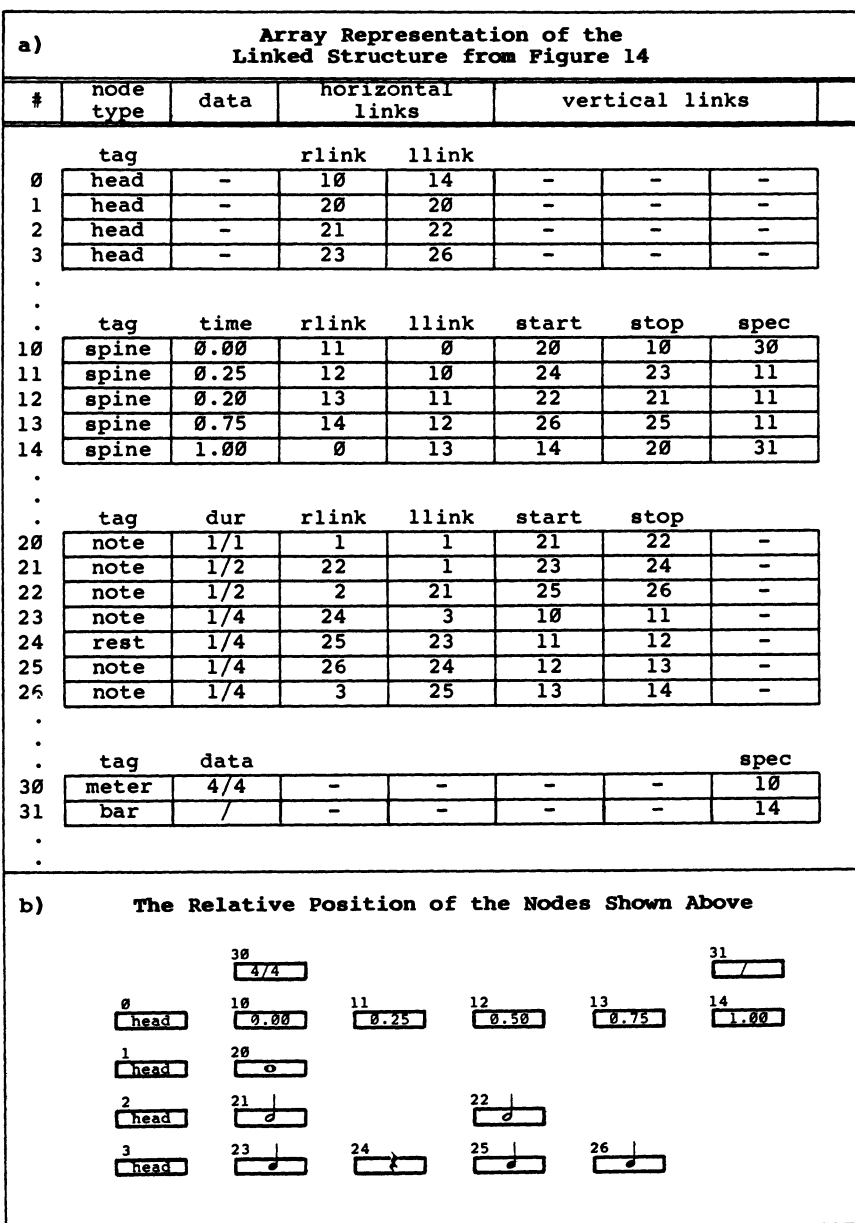 a) Array Representation of the
Linked Structure from Figure 14
# node type data horizontal links vertical links
tag rlink llink
Ø head - 1Ø 14 - - -
1 head - 2Ø 2Ø - - -
2 head - 21 22 - - -
3 head - 23 26 - - -
.
.
. tag time rlink llink start stop spec
1Ø spine Ø.ØØ 11 Ø 2Ø 1Ø 3Ø
11 spine Ø.25 12 1Ø 24 23 11
12 spine Ø.2Ø 13 11 22 21 11
13 spine Ø.75 14 12 26 25 11
14 spine 1.ØØ Ø 13 14 2Ø 31
.
.
. tag dur rlink llink start stop
2Ø note 1/1 1 1 21 22 -
21 note 1/2 22 1 23 24 -
22 note 1/2 2 21 25 26 -
23 note 1/4 24 3 1Ø 11 -
24 rest 1/4 25 23 11 12 -
25 note 1/4 26 24 12 13 -
26 note 1/4 3 25 13 14 -
.
.
. tag data spec
3Ø meter 4/4 - - - - 1Ø
31 bar / - - - - 14
.
.
b) The Relative Position of the Nodes Shown Above
3Ø 31
4/4 /
Ø 1Ø 11 12 13 14
head Ø.ØØ Ø.25 Ø.5Ø Ø.75 1.ØØ
1 2Ø
head
2 21 22
head
3 23 24 25 26
head